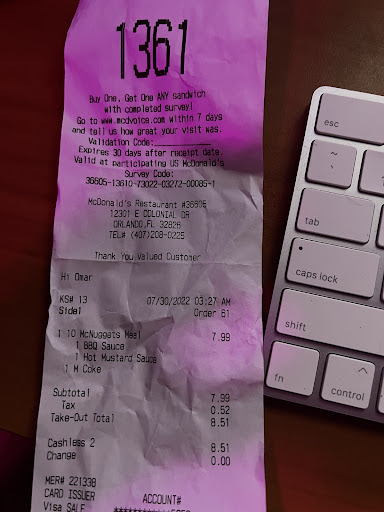 1361
Buy One, Get One ANY sandwich
with completed survey!
Go to www.mcdvoice.com within 7 days
and tell us how great your visit was.
Validation Code:
Expires 30 days after receipt date.
Valid at participating US McDonald's
Survey Code:
36605-13610-73022-03272-00085-1
McDonald's Restaurant #36605
12301 E COLONIAL DR
ORLANDO,FL 32826
TEL# (407)208-0225
Thank You Valued Customer
Hi Omar
KS# 13 07/30/2022 03:27 AM
Side1 Order 61
1 10 McNuggets Meal 7.99
1 BBQ Sauce
1 Hot Mustard Sauce
1 M Coke
Subtotal 7.99
Tax 0.52
Take-Out Total 8.51
Cashless 2 8.51
Change 0.00
MER# 221338
CARD ISSUER ACCOUNT#
Visa SALE
esc
~
`
!
tab
caps lock
shift
fn
control